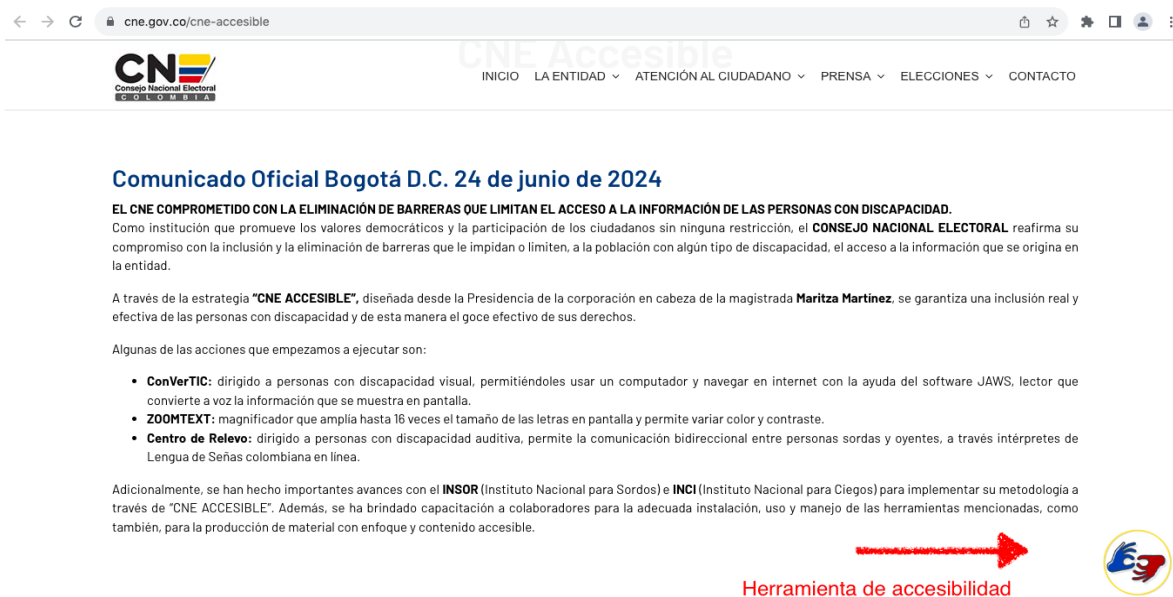 cne.gov.co/cne-accesible
CNE Accesible
CNE
Consejo Nacional Electoral
COLOMBIA
INICIO LA ENTIDAD ATENCIÓN AL CIUDADANO PRENSA ELECCIONES CONTACTO
Comunicado Oficial Bogotá D.C. 24 de junio de 2024
EL CNE COMPROMETIDO CON LA ELIMINACIÓN DE BARRERAS QUE LIMITAN EL ACCESO A LA INFORMACIÓN DE LAS PERSONAS CON DISCAPACIDAD.
Como institución que promueve los valores democráticos y la participación de los ciudadanos sin ninguna restricción, el CONSEJO NACIONAL ELECTORAL reafirma su
compromiso con la inclusión y la eliminación de barreras que le impidan o limiten, a la población con algún tipo de discapacidad, el acceso a la información que se origina en
la entidad.
A través de la estrategia “CNE ACCESIBLE”, diseñada desde la Presidencia de la corporación en cabeza de la magistrada Maritza Martínez, se garantiza una inclusión real y
efectiva de las personas con discapacidad y de esta manera el goce efectivo de sus derechos.
Algunas de las acciones que empezamos a ejecutar son:
• ConVerTIC: dirigido a personas con discapacidad visual, permitiéndoles usar un computador y navegar en internet con la ayuda del software JAWS, lector que
convierte a voz la información que se muestra en pantalla.
• ZOOMTEXT: magnificador que amplía hasta 16 veces el tamaño de las letras en pantalla y permite variar color y contraste.
• Centro de Relevo: dirigido a personas con discapacidad auditiva, permite la comunicación bidireccional entre personas sordas y oyentes, a través intérpretes de
Lengua de Señas colombiana en línea.
Adicionalmente, se han hecho importantes avances con el INSOR (Instituto Nacional para Sordos) e INCI (Instituto Nacional para Ciegos) para implementar su metodología a
través de “CNE ACCESIBLE”. Además, se ha brindado capacitación a colaboradores para la adecuada instalación, uso y manejo de las herramientas mencionadas, como
también, para la producción de material con enfoque y contenido accesible.
Herramienta de accesibilidad